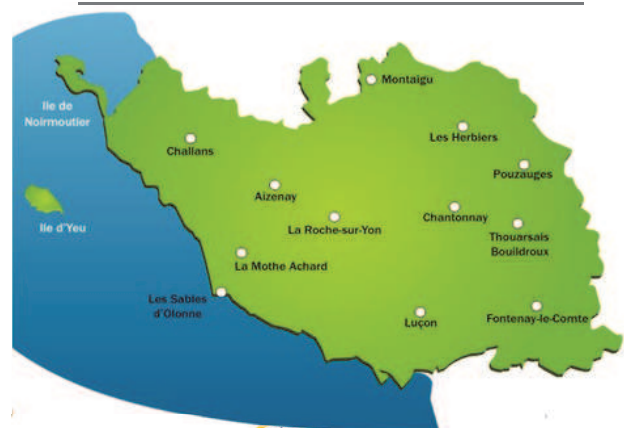 Montaigu
Ile de
Noirmoutier
Les Herbiers
Challans
Pouzauges
Aizenay
Chantonnay
Ile d'Yeu
La Roche-sur-Yon
Thouarsais
Bouildroux
La Mothe Achard
Les Sables
d'Olonne
Luçon
Fontenay-le-Comte